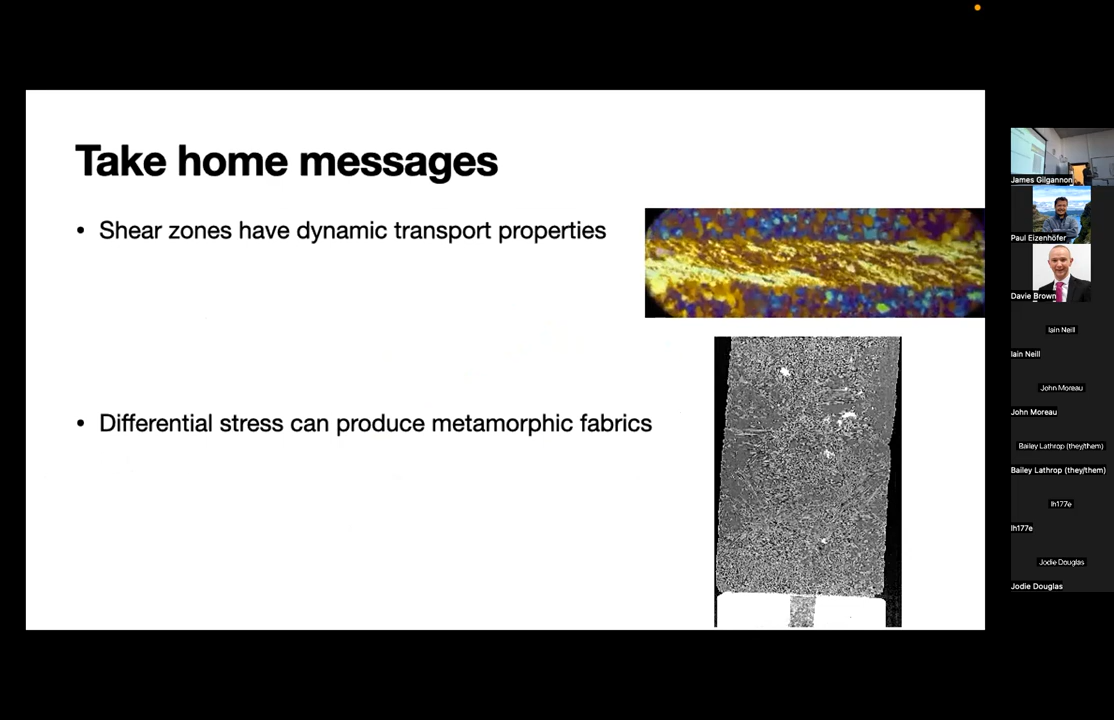 Take home messages
• Shear zones have dynamic transport properties
• Differential stress can produce metamorphic fabrics
James Gilgannon
Paul Eizenhöfer
Davie Brown
Iain Neill
Iain Neill
John Moreau
John Moreau
Bailey Lathrop (they/them)
Bailey Lathrop (they/them)
lh177e
lh177e
Jodie Douglas
Jodie Douglas